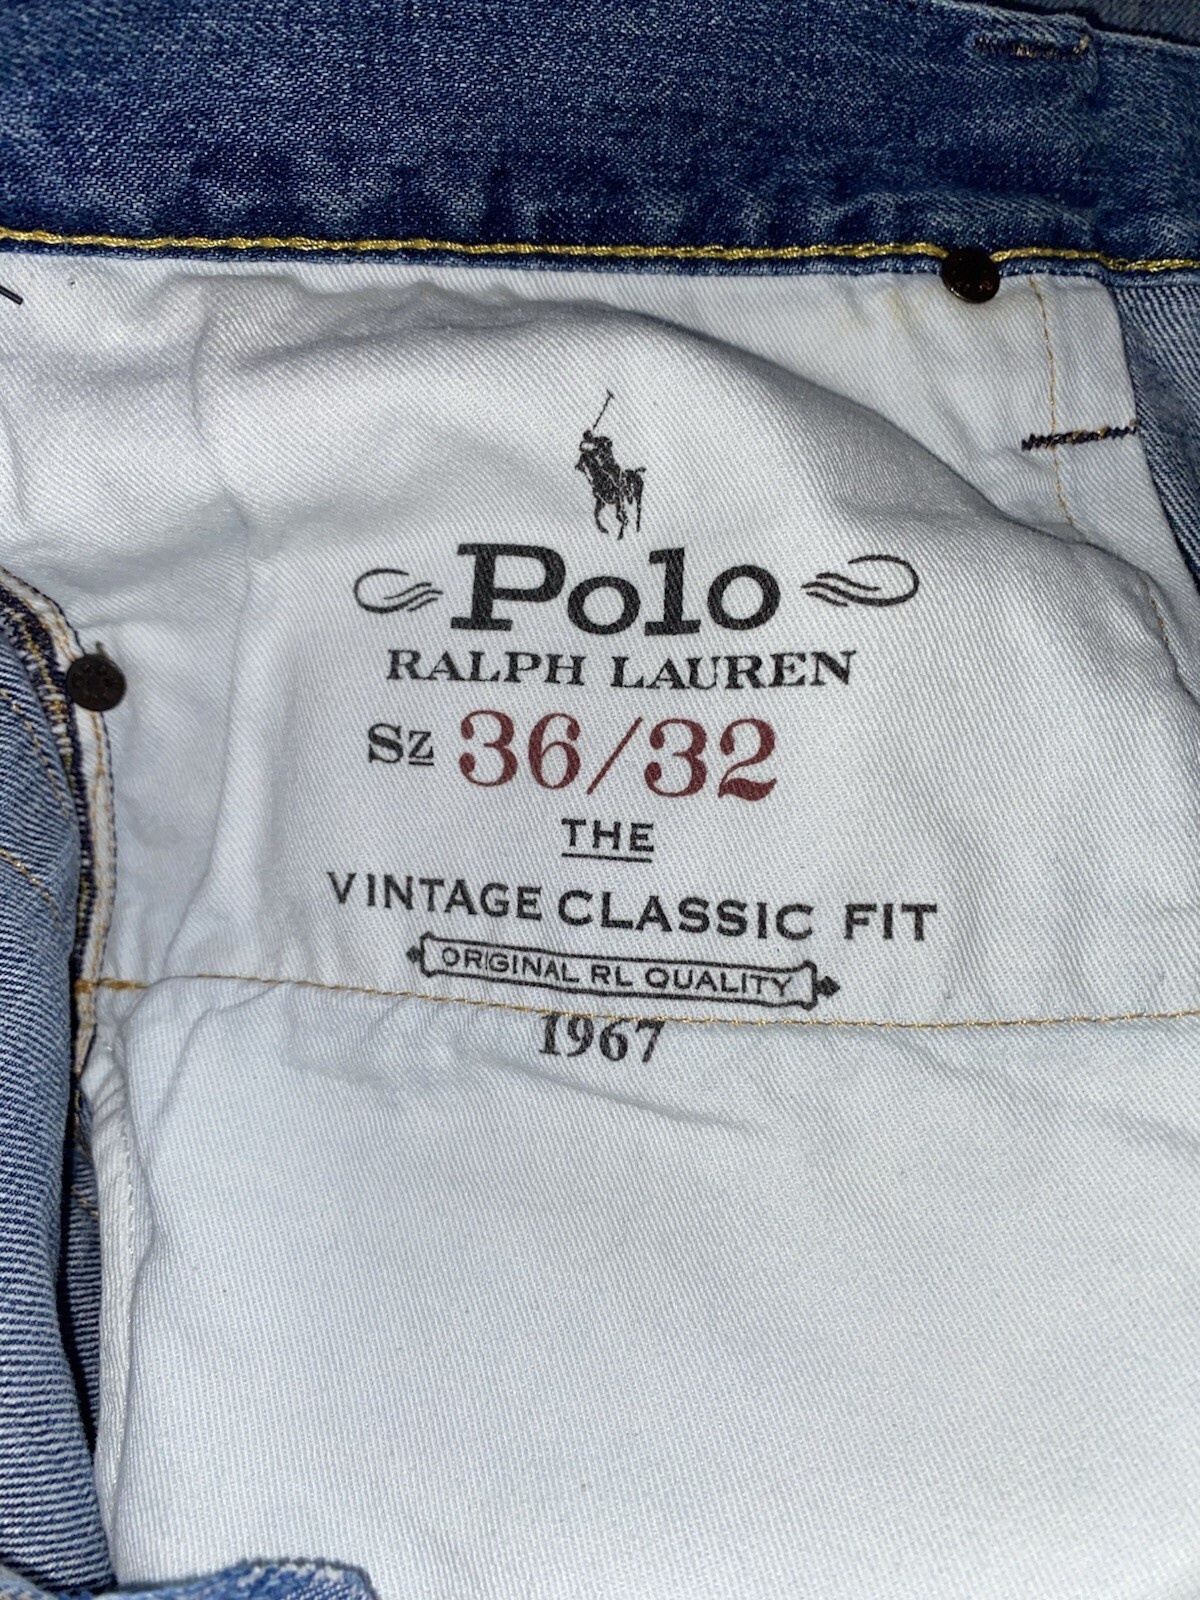 Polo
RALPH LAUREN
Sz 36/32
THE
VINTAGE CLASSIC FIT
ORIGINAL RL QUALITY
1967